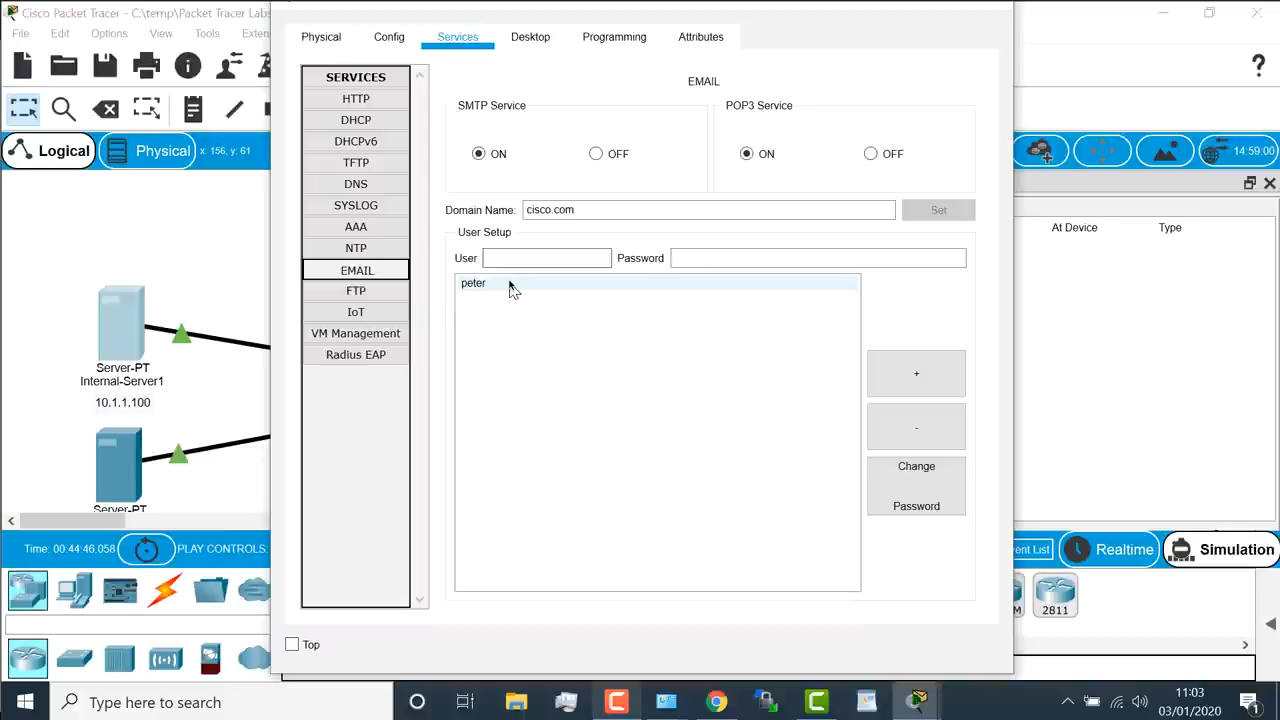 Cisco Packet Tracer - C:\temp\Packet Tracer Labs
File Edit Options View Tools Exten
Physical Config Services Desktop Programming Attributes
SERVICES
HTTP
DHCP
DHCPv6
TFTP
DNS
SYSLOG
AAA
NTP
EMAIL
FTP
IoT
VM Management
Radius EAP
EMAIL
SMTP Service
ON OFF
POP3 Service
ON OFF
Domain Name: cisco.com Set
User Setup
User Password
peter
+
-
Change
Password
Top
Logical Physical x: 156, y: 61
14:59:00
At Device Type
Server-PT
Internal-Server1
10.1.1.100
Server-PT
Time: 00:44:46.058 PLAY CONTROLS:
ent List Realtime Simulation
M 2811
Type here to search
11:03
03/01/2020
1